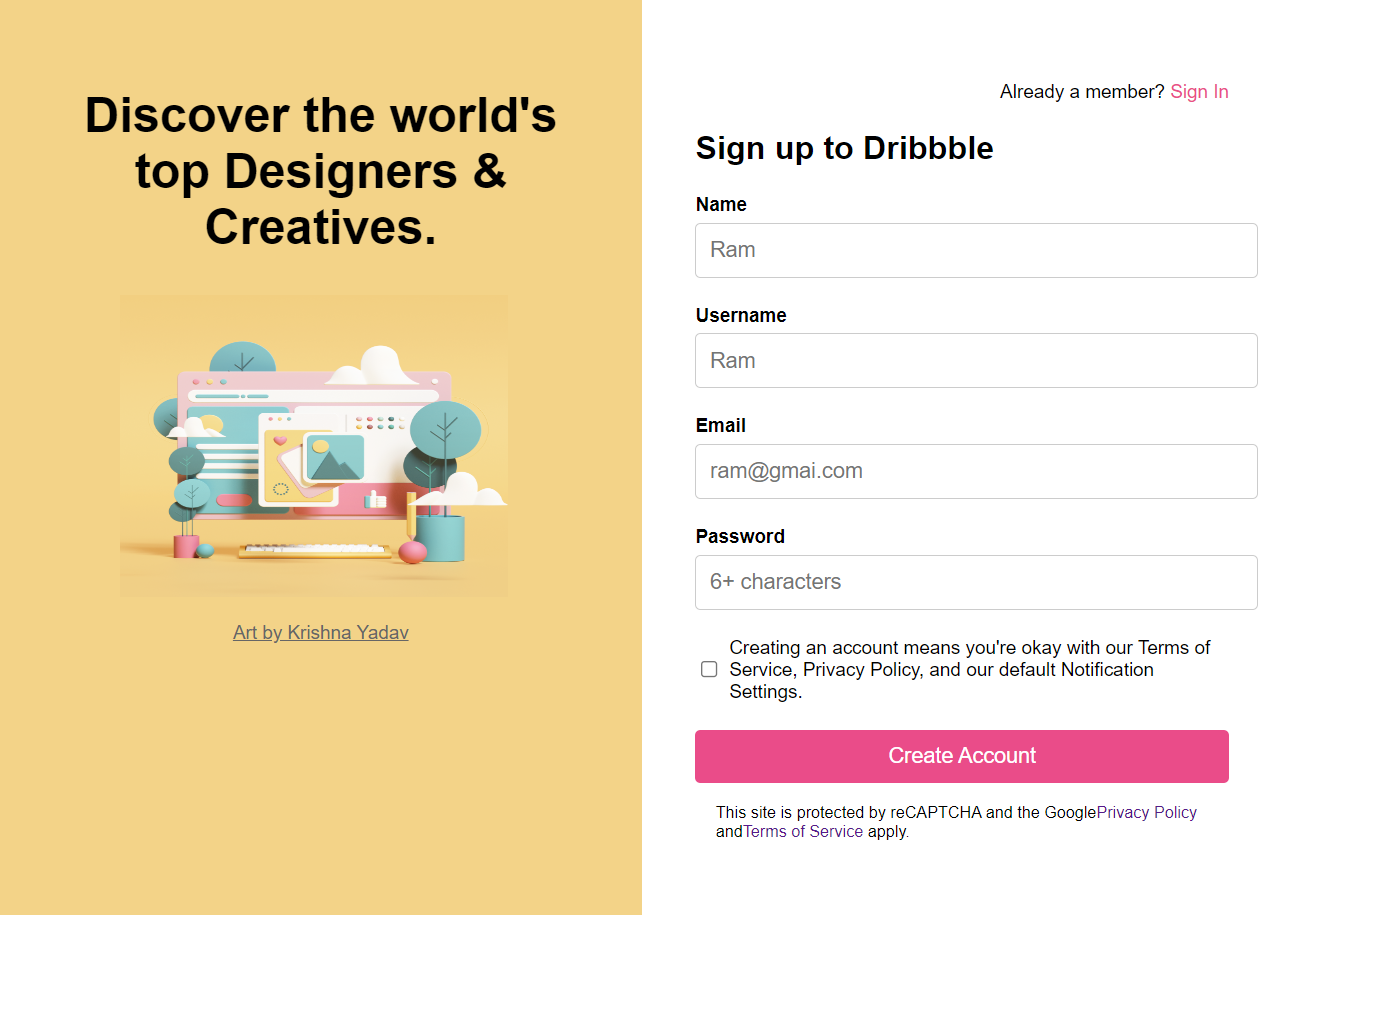 Discover the world's
top Designers &
Creatives.
Art by Krishna Yadav
Already a member? Sign In
Sign up to Dribbble
Name
Ram
Username
Ram
Email
ram@gmai.com
Password
6+ characters
Creating an account means you're okay with our Terms of
Service, Privacy Policy, and our default Notification
Settings.
Create Account
This site is protected by reCAPTCHA and the GooglePrivacy Policy
andTerms of Service apply.